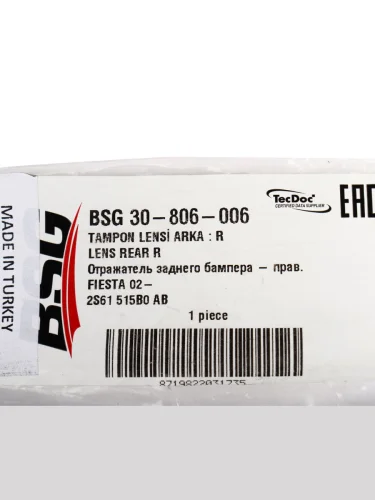 BSG
MADE IN TURKEY
TecDoc
CERTIFIED DATA SUPPLIER
EAC
BSG 30-806-006
TAMPON LENSİ ARKA : R
LENS REAR R
Отражатель заднего бампера - прав.
FIESTA 02-
2S61 515B0 AB
1 piece
8719822031735